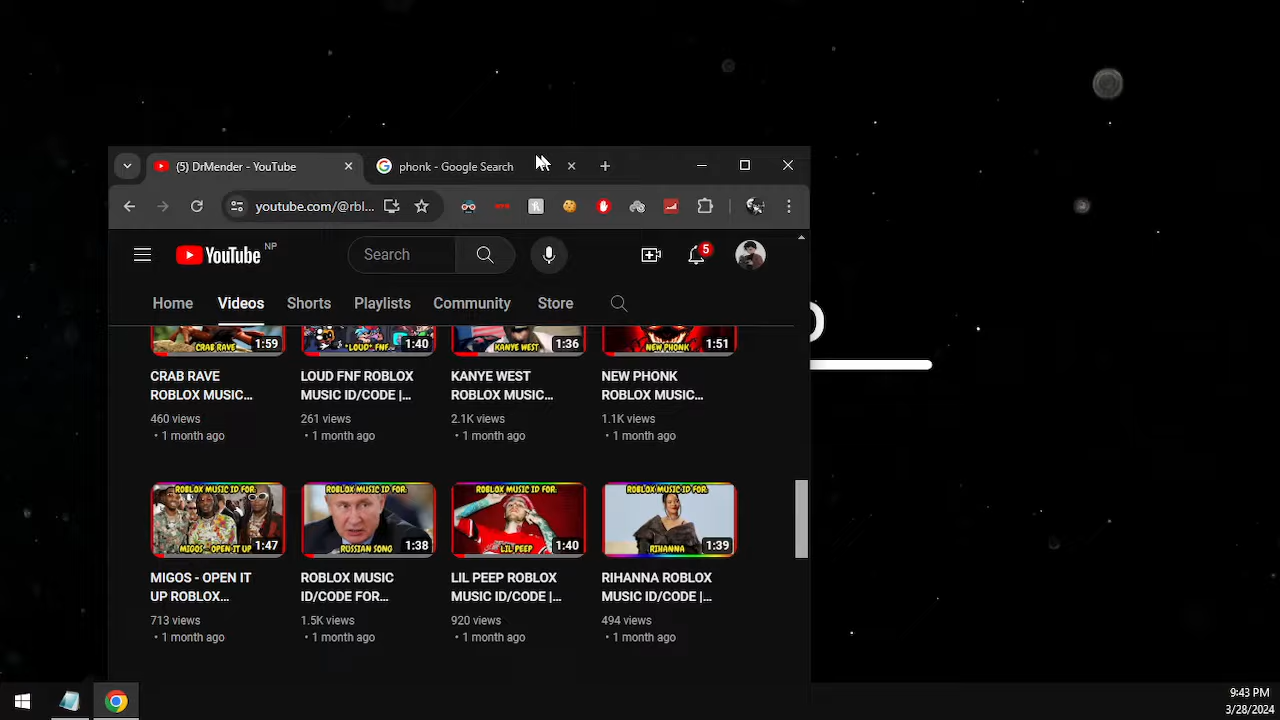 (5) DrMender - YouTube
phonk - Google Search
youtube.com/@rbl...
YouTube NP
Search
5
Home
Videos
Shorts
Playlists
Community
Store
CRAB RAVE
1:59
*LOUD* FNF
1:40
KANYE WEST
1:36
NEW PHONK
1:51
CRAB RAVE
ROBLOX MUSIC...
460 views
• 1 month ago
LOUD FNF ROBLOX
MUSIC ID/CODE |...
261 views
• 1 month ago
KANYE WEST
ROBLOX MUSIC...
2.1K views
• 1 month ago
NEW PHONK
ROBLOX MUSIC...
1.1K views
• 1 month ago
ROBLOX MUSIC ID FOR:
MIGOS - OPEN IT UP
1:47
ROBLOX MUSIC ID FOR:
RUSSIAN SONG
1:38
ROBLOX MUSIC ID FOR:
LIL PEEP
1:40
ROBLOX MUSIC ID FOR:
RIHANNA
1:39
MIGOS - OPEN IT
UP ROBLOX...
713 views
• 1 month ago
ROBLOX MUSIC
ID/CODE FOR...
1.5K views
• 1 month ago
LIL PEEP ROBLOX
MUSIC ID/CODE |...
920 views
• 1 month ago
RIHANNA ROBLOX
MUSIC ID/CODE |...
494 views
• 1 month ago
9:43 PM
3/28/2024